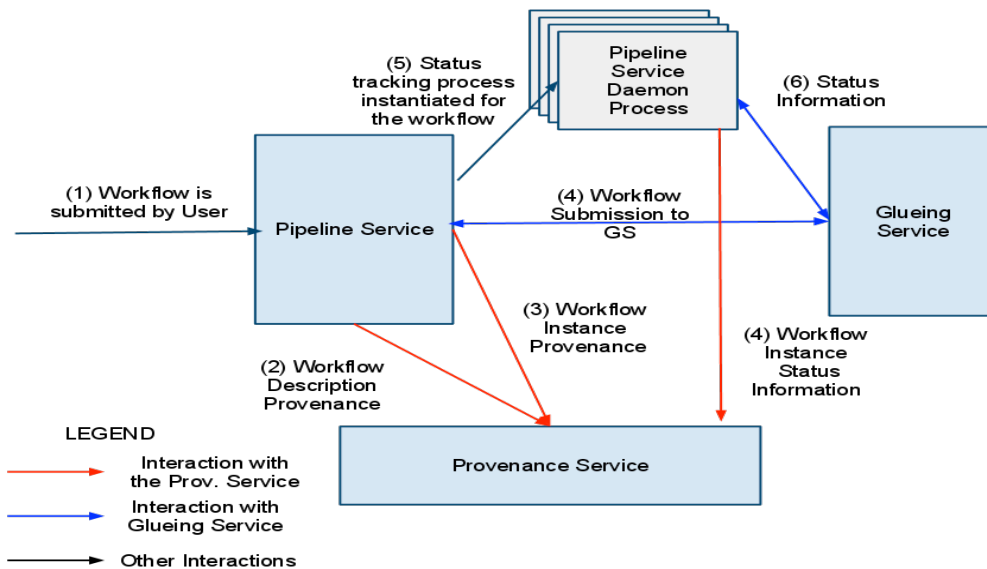 (5) Status
tracking process
instantiated for
the workflow
Pipeline
Service
Daemon
Process
(6) Status
Information
(1) Workflow is
submitted by User
Pipeline Service
(4) Workflow
Submission to
GS
Glueing
Service
(3) Workflow
Instance
Provenance
(2) Workflow
Description
Provenance
(4) Workflow
Instance
Status
Information
Provenance Service
LEGEND
Interaction with
the Prov. Service
Interaction with
Glueing Service
Other Interactions